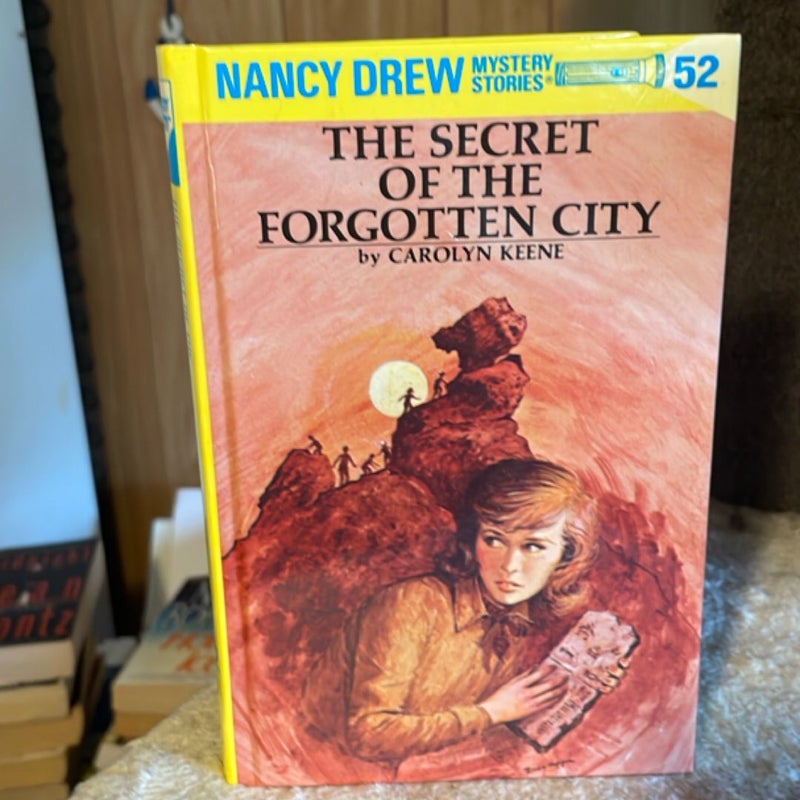 NANCY DREW MYSTERY STORIES® 52
THE SECRET
OF THE
FORGOTTEN CITY
by CAROLYN KEENE